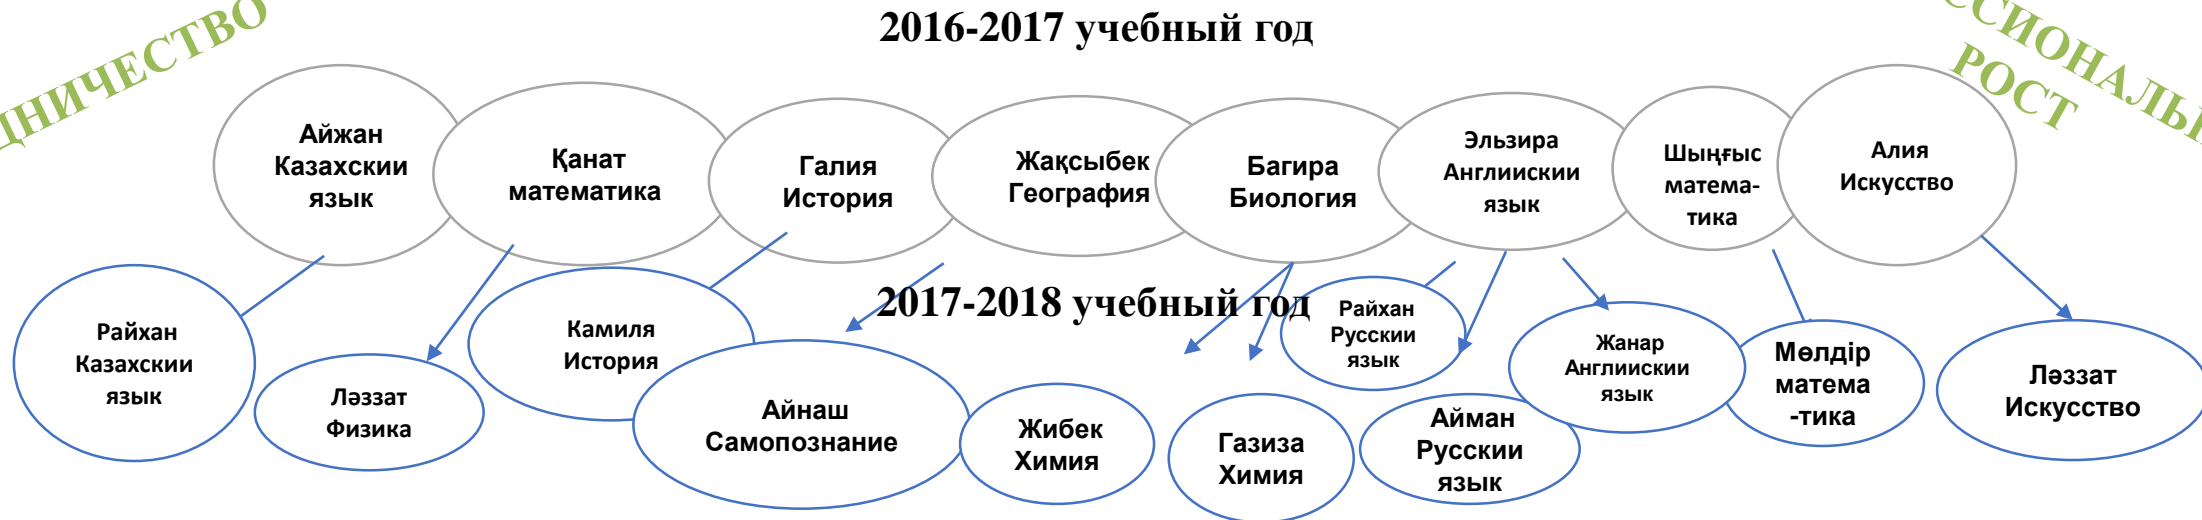 2016-2017 учебный год
РОСТ
Айжан
Казахскии
язык
Қанат
математика
Галия
История
Жақсыбек
География
Багира
Биология
Эльзира
Англиискии
язык
Шыңғыс
матема-
тика
Алия
Искусство
2017-2018 учебный год
Райхан
Казахскии
язык
Ләззат
Физика
Камиля
История
Айнаш
Самопознание
Жибек
Химия
Газиза
Химия
Райхан
Русскии
язык
Айман
Русскии
язык
Жанар
Англиискии
язык
Мөлдір
матема
-тика
Ләззат
Искусство